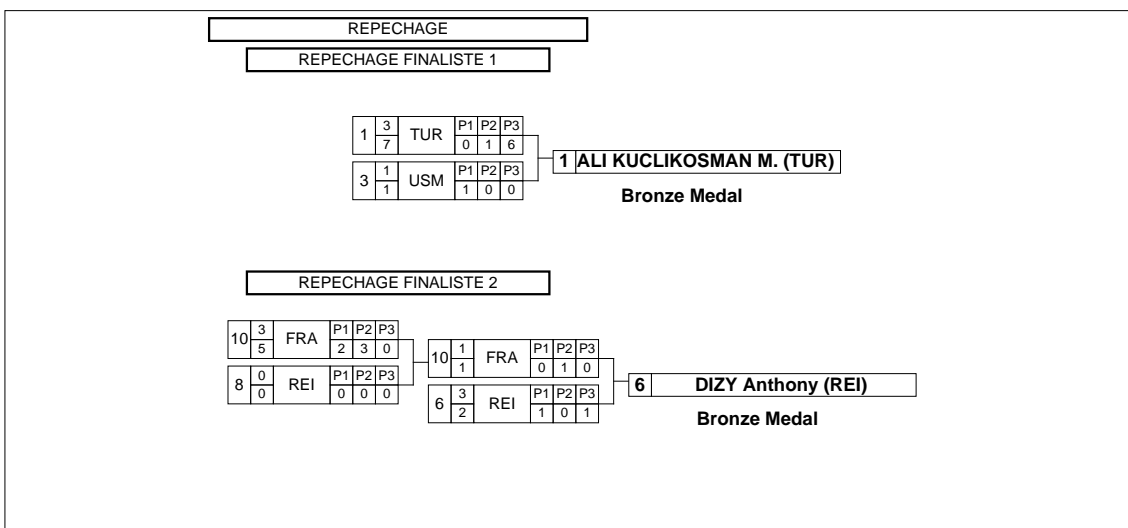 REPECHAGE
REPECHAGE FINALISTE 1
1 3 7 TUR P1 P2 P3 0 1 6
1 ALI KUCLIKOSMAN M. (TUR)
3 1 1 USM P1 P2 P3 1 0 0
Bronze Medal
REPECHAGE FINALISTE 2
10 3 5 FRA P1 P2 P3 2 3 0
10 1 1 FRA P1 P2 P3 0 1 0
8 0 0 REI P1 P2 P3 0 0 0
6 DIZY Anthony (REI)
6 3 2 REI P1 P2 P3 1 0 1
Bronze Medal